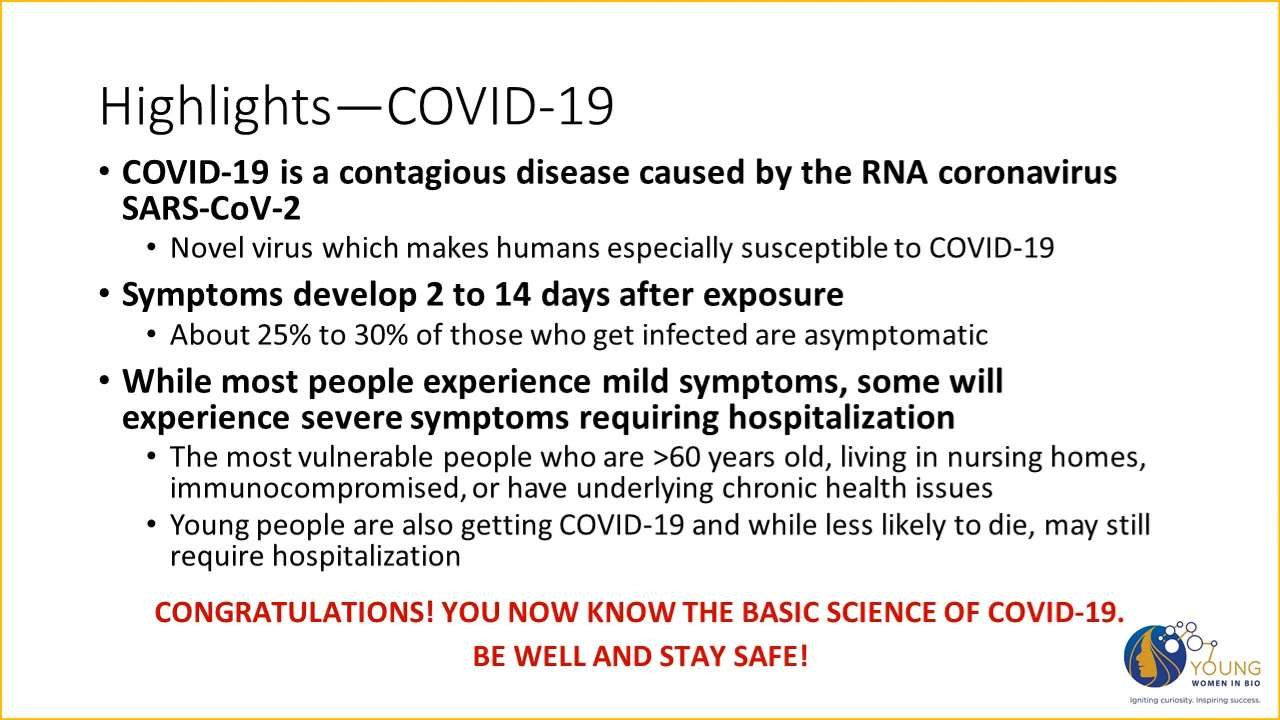 Highlights—COVID-19
• COVID-19 is a contagious disease caused by the RNA coronavirus
SARS-CoV-2
• Novel virus which makes humans especially susceptible to COVID-19
• Symptoms develop 2 to 14 days after exposure
• About 25% to 30% of those who get infected are asymptomatic
• While most people experience mild symptoms, some will
experience severe symptoms requiring hospitalization
• The most vulnerable people who are >60 years old, living in nursing homes,
immunocompromised, or have underlying chronic health issues
• Young people are also getting COVID-19 and while less likely to die, may still
require hospitalization
CONGRATULATIONS! YOU NOW KNOW THE BASIC SCIENCE OF COVID-19.
BE WELL AND STAY SAFE!
YOUNG
WOMEN IN BIO
Igniting curiosity. Inspiring success.